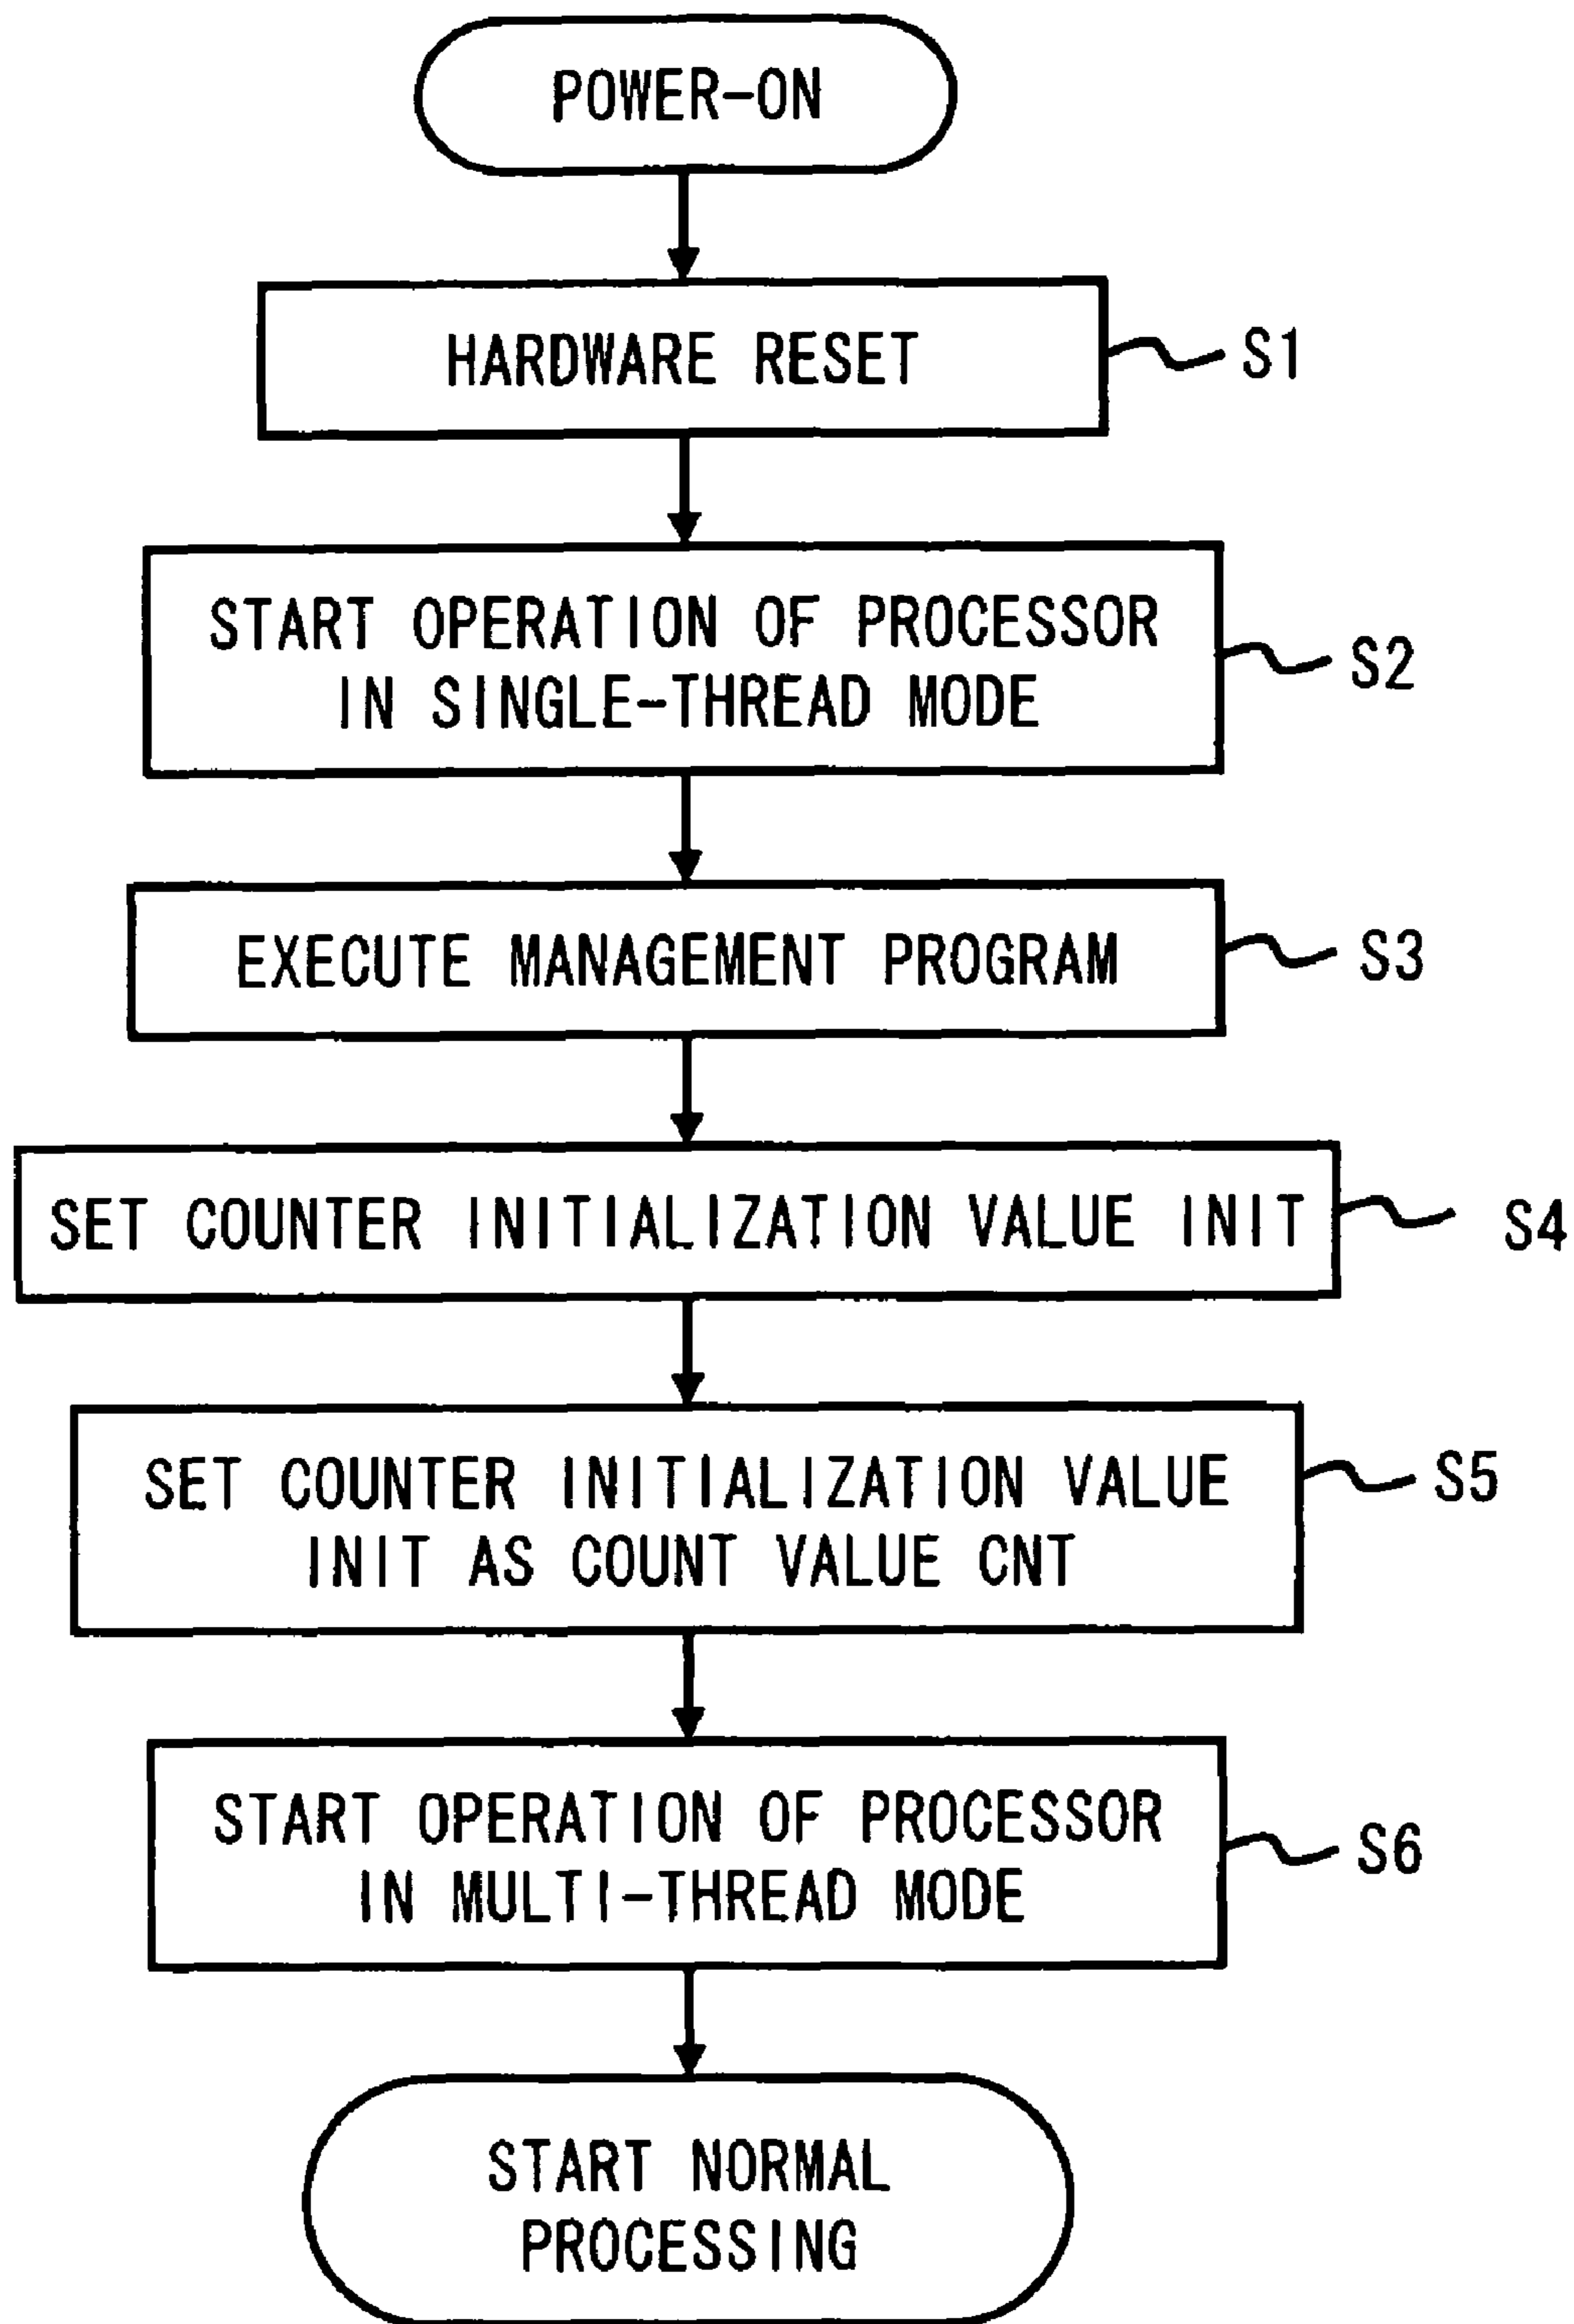 POWER-ON
HARDWARE RESET
S1
START OPERATION OF PROCESSOR
IN SINGLE-THREAD MODE
S2
EXECUTE MANAGEMENT PROGRAM
S3
SET COUNTER INITIALIZATION VALUE INIT
S4
SET COUNTER INITIALIZATION VALUE
INIT AS COUNT VALUE CNT
S5
START OPERATION OF PROCESSOR
IN MULTI-THREAD MODE
S6
START NORMAL
PROCESSING